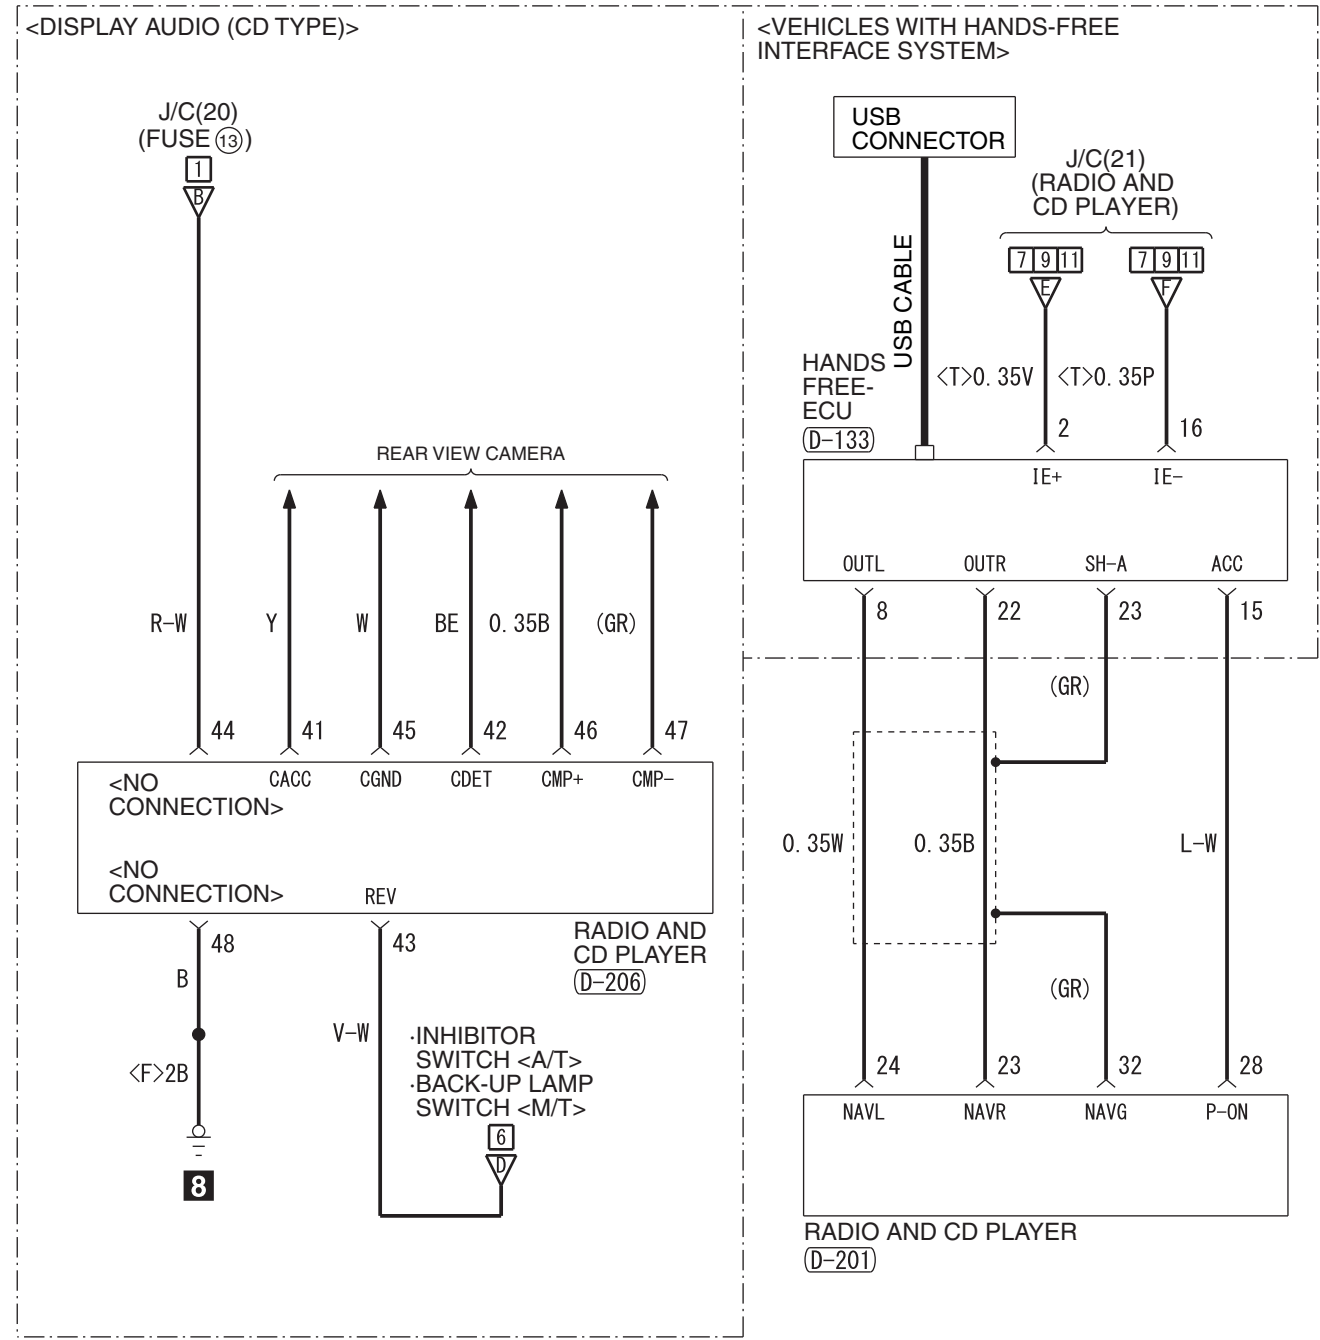 <DISPLAY AUDIO (CD TYPE)>
J/C(20)
(FUSE 13)
1
B
REAR VIEW CAMERA
R-W
Y
W
BE
0.35B
(GR)
44
41
45
42
46
47
<NO
CONNECTION>
CACC
CGND
CDET
CMP+
CMP-
<NO
CONNECTION>
REV
48
43
RADIO AND
CD PLAYER
D-206
B
V-W
<F>2B
8
·INHIBITOR
SWITCH <A/T>
·BACK-UP LAMP
SWITCH <M/T>
6
D
<VEHICLES WITH HANDS-FREE
INTERFACE SYSTEM>
USB
CONNECTOR
USB CABLE
J/C(21)
(RADIO AND
CD PLAYER)
7 9 11
7 9 11
E
F
HANDS
FREE-
ECU
D-133
<T>0.35V
<T>0.35P
2
16
IE+
IE-
OUTL
OUTR
SH-A
ACC
8
22
23
15
(GR)
0.35W
0.35B
L-W
(GR)
24
23
32
28
NAVL
NAVR
NAVG
P-ON
RADIO AND CD PLAYER
D-201